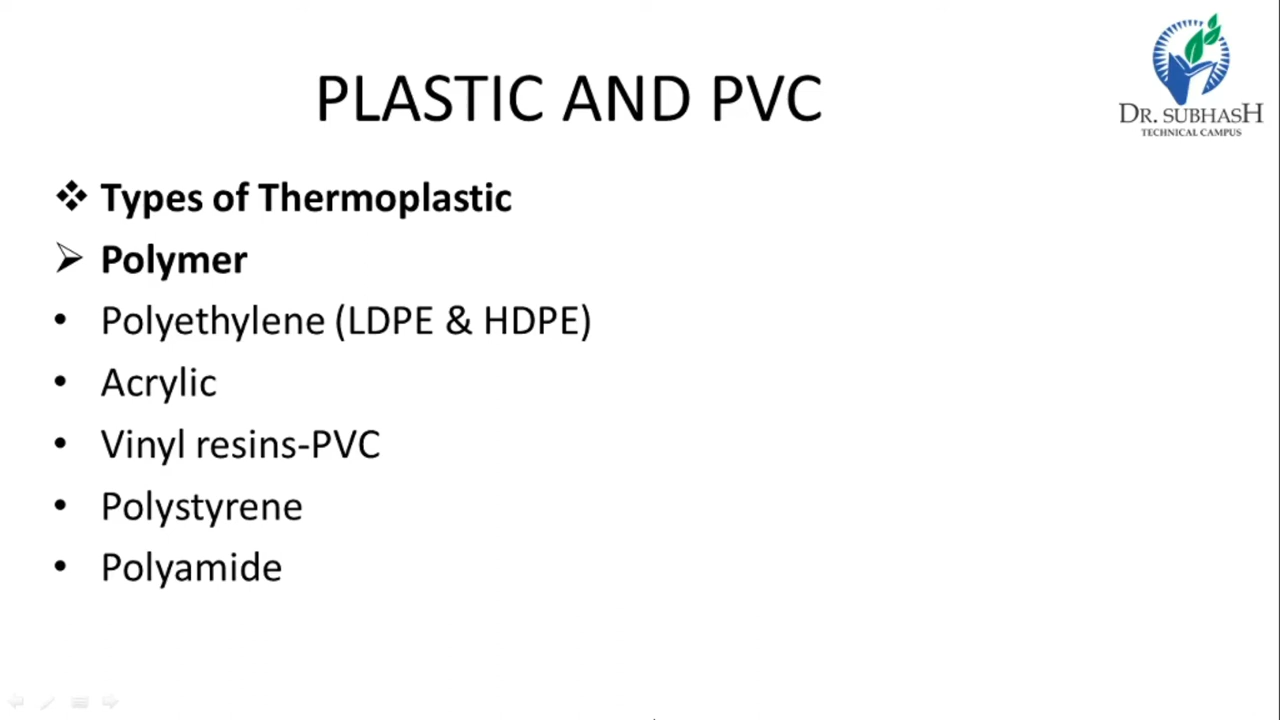 PLASTIC AND PVC
DR. SUBHASH
TECHNICAL CAMPUS
Types of Thermoplastic
Polymer
• Polyethylene (LDPE & HDPE)
• Acrylic
• Vinyl resins-PVC
• Polystyrene
• Polyamide